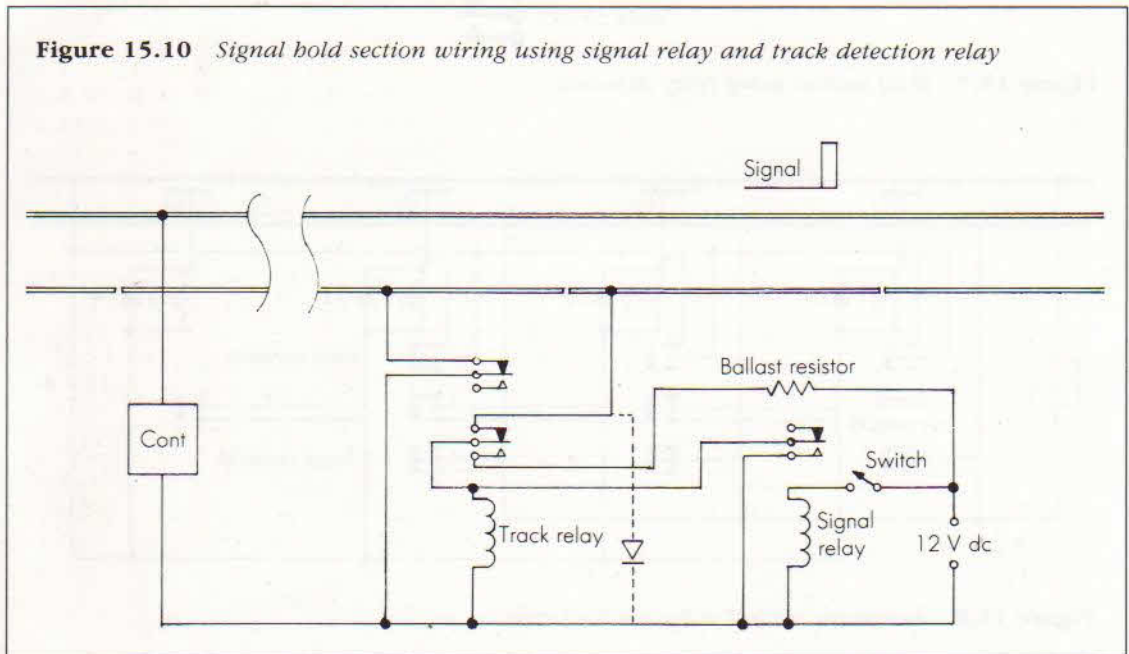 Figure 15.10 Signal hold section wiring using signal relay and track detection relay
Signal
Ballast resistor
Cont
Switch
Track relay
Signal
relay
12 V dc